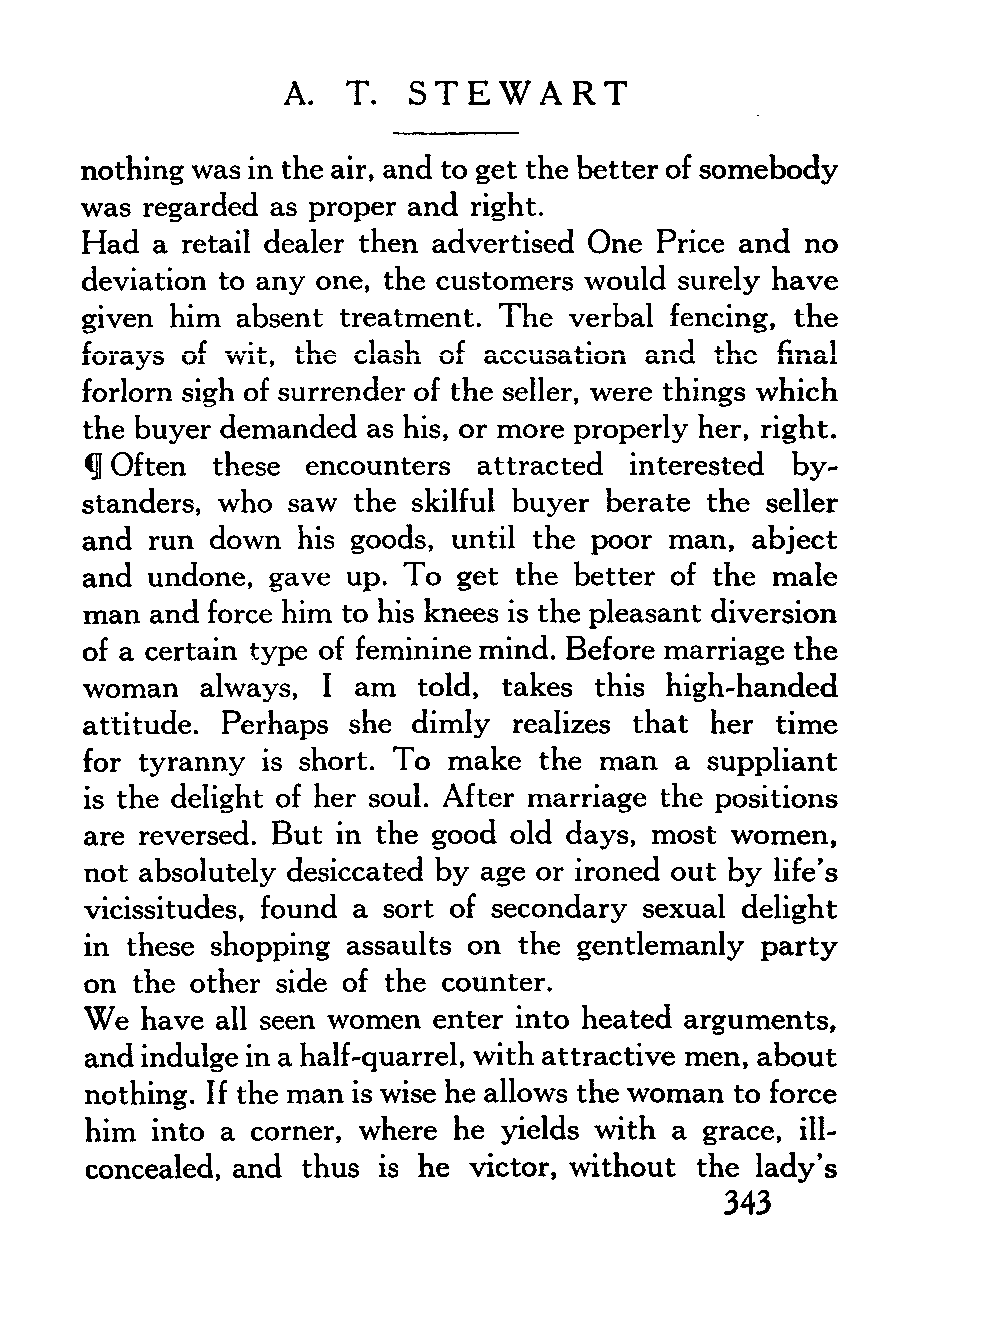 A. T. STEWART
nothing was in the air, and to get the better of somebody
was regarded as proper and right.
Had a retail dealer then advertised One Price and no
deviation to any one, the customers would surely have
given him absent treatment. The verbal fencing, the
forays of wit, the clash of accusation and the final
forlorn sigh of surrender of the seller, were things which
the buyer demanded as his, or more properly her, right.
¶ Often these encounters attracted interested by-
standers, who saw the skilful buyer berate the seller
and run down his goods, until the poor man, abject
and undone, gave up. To get the better of the male
man and force him to his knees is the pleasant diversion
of a certain type of feminine mind. Before marriage the
woman always, I am told, takes this high-handed
attitude. Perhaps she dimly realizes that her time
for tyranny is short. To make the man a suppliant
is the delight of her soul. After marriage the positions
are reversed. But in the good old days, most women,
not absolutely desiccated by age or ironed out by life's
vicissitudes, found a sort of secondary sexual delight
in these shopping assaults on the gentlemanly party
on the other side of the counter.
We have all seen women enter into heated arguments,
and indulge in a half-quarrel, with attractive men, about
nothing. If the man is wise he allows the woman to force
him into a corner, where he yields with a grace, ill-
concealed, and thus is he victor, without the lady's
343